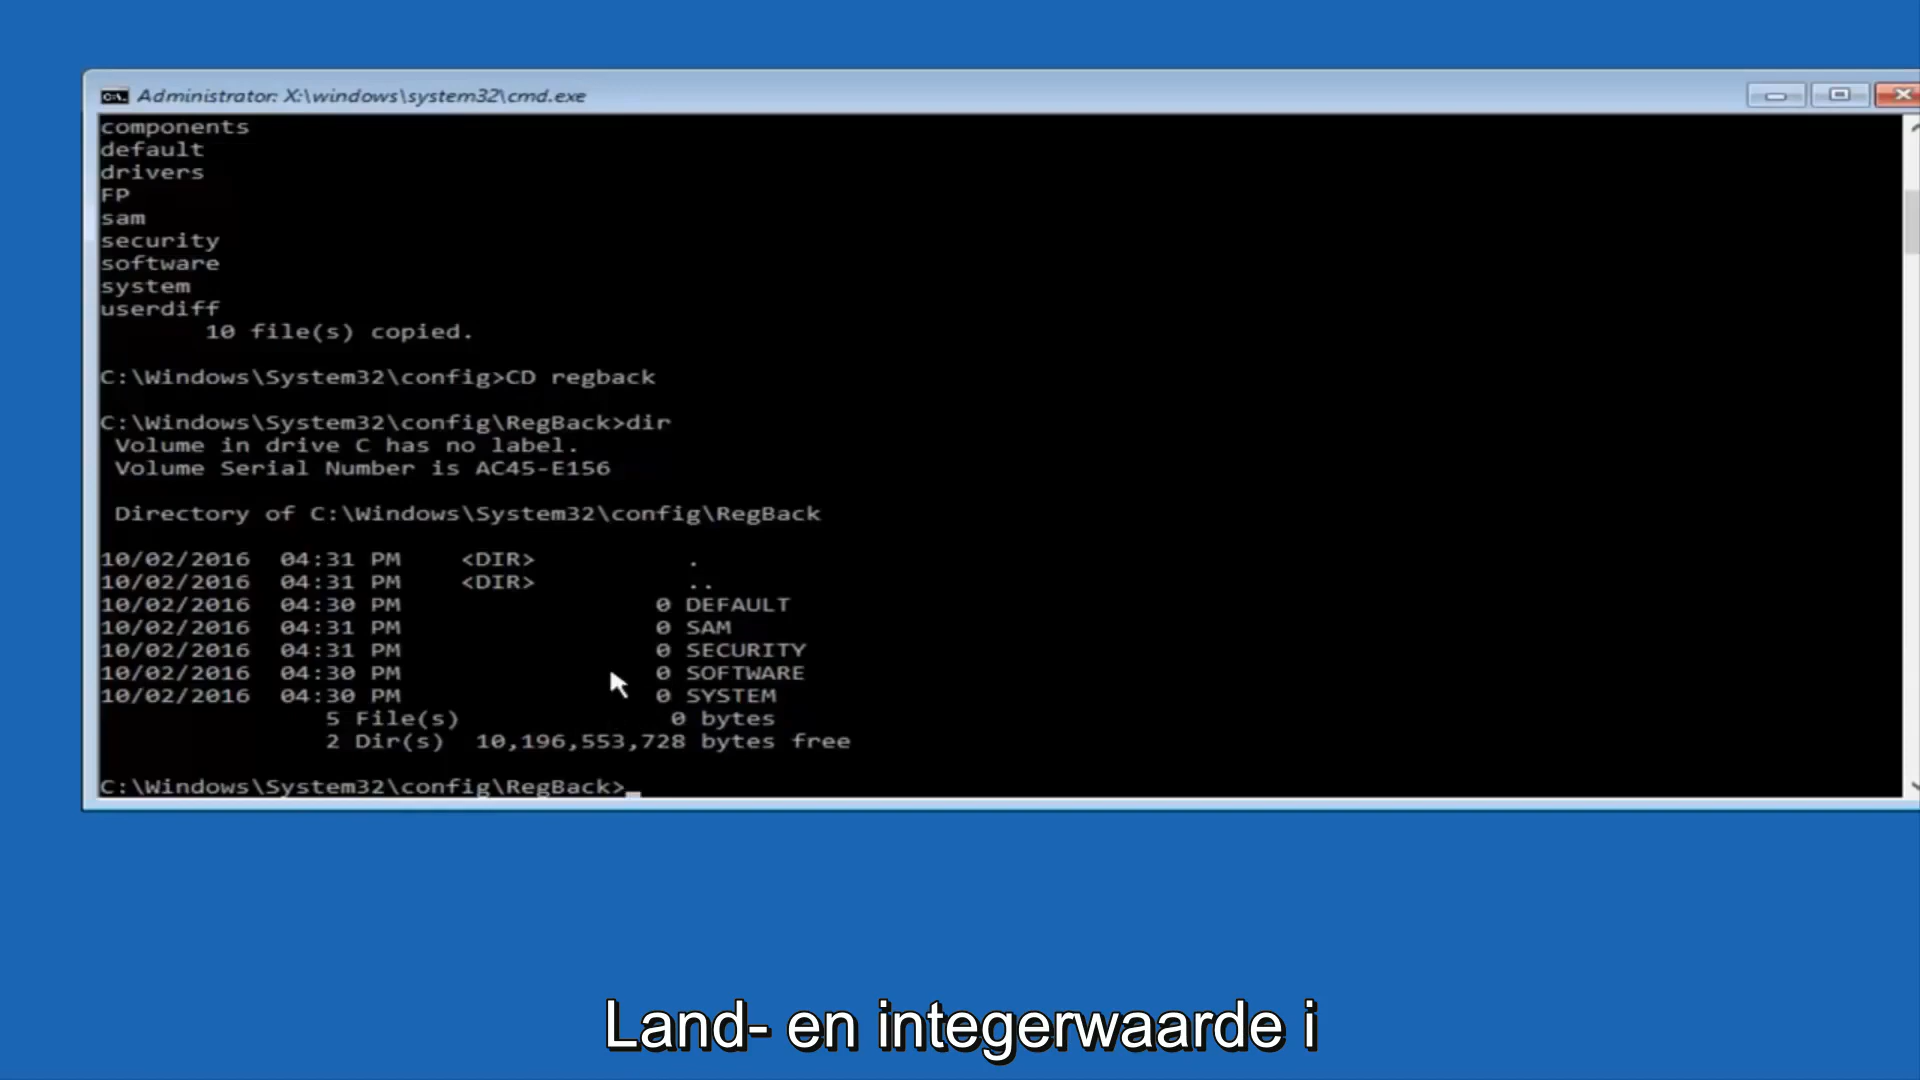 Administrator: X:\windows\system32\cmd.exe
components
default
drivers
FP
sam
security
software
system
userdiff
10 file(s) copied.
C:\Windows\System32\config>CD regback
C:\Windows\System32\config\RegBack>dir
Volume in drive C has no label.
Volume Serial Number is AC45-E156
Directory of C:\Windows\System32\config\RegBack
10/02/2016 04:31 PM <DIR> .
10/02/2016 04:31 PM <DIR> ..
10/02/2016 04:30 PM 0 DEFAULT
10/02/2016 04:31 PM 0 SAM
10/02/2016 04:31 PM 0 SECURITY
10/02/2016 04:30 PM 0 SOFTWARE
10/02/2016 04:30 PM 0 SYSTEM
5 File(s) 0 bytes
2 Dir(s) 10,196,553,728 bytes free
C:\Windows\System32\config\RegBack>_
Land- en integerwaarde i